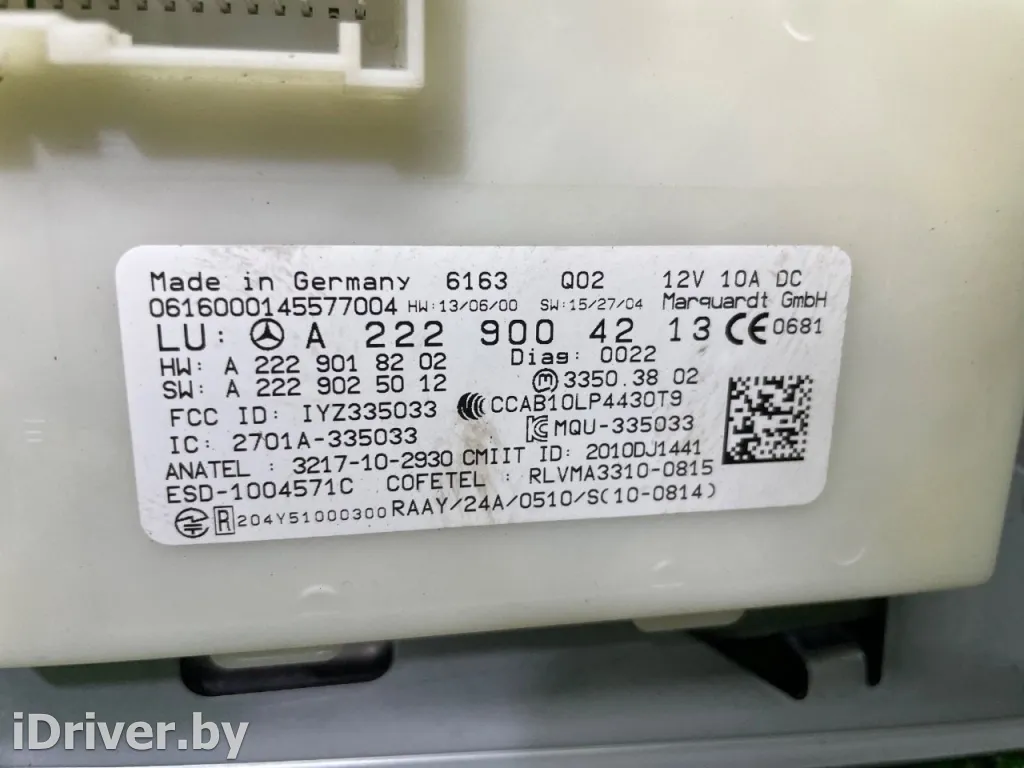 Made in Germany 6163 Q02 12V 10A DC
0616000145577004 HW:13/06/00 SW:15/27/04 Marquardt GmbH
LU: A 222 900 42 13 CE 0681
HW: A 222 901 82 02 Diag: 0022
SW: A 222 902 50 12 m 3350.38 02
FCC ID: IYZ335033 CCAB10LP4430T9
IC: 2701A-335033 MQU-335033
ANATEL : 3217-10-2930 CMIIT ID: 2010DJ1441
ESD-1004571C COFETEL : RLVMA3310-0815
R 204Y51000300 RAAY/24A/0510/S(10-0814)
iDriver.by